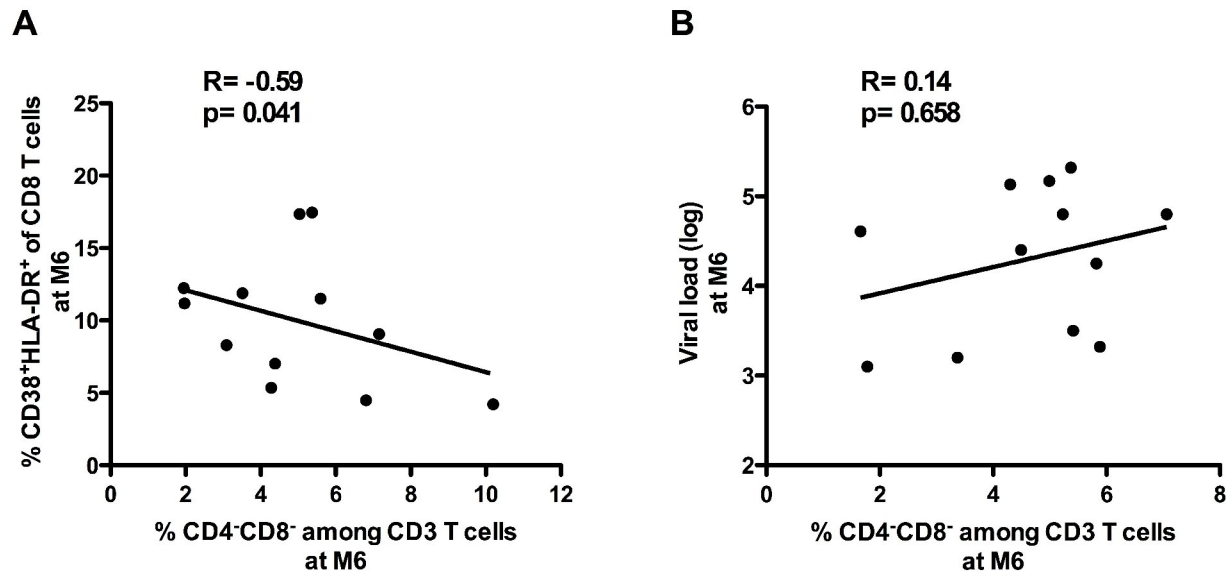 A
R= -0.59
p= 0.041
% CD38⁺HLA-DR⁺ of CD8 T cells
at M6
25
20
15
10
5
0
0 2 4 6 8 10 12
% CD4⁻CD8⁻ among CD3 T cells
at M6
B
R= 0.14
p= 0.658
Viral load (log)
at M6
6
5
4
3
2
0 2 4 6 8
% CD4⁻CD8⁻ among CD3 T cells
at M6